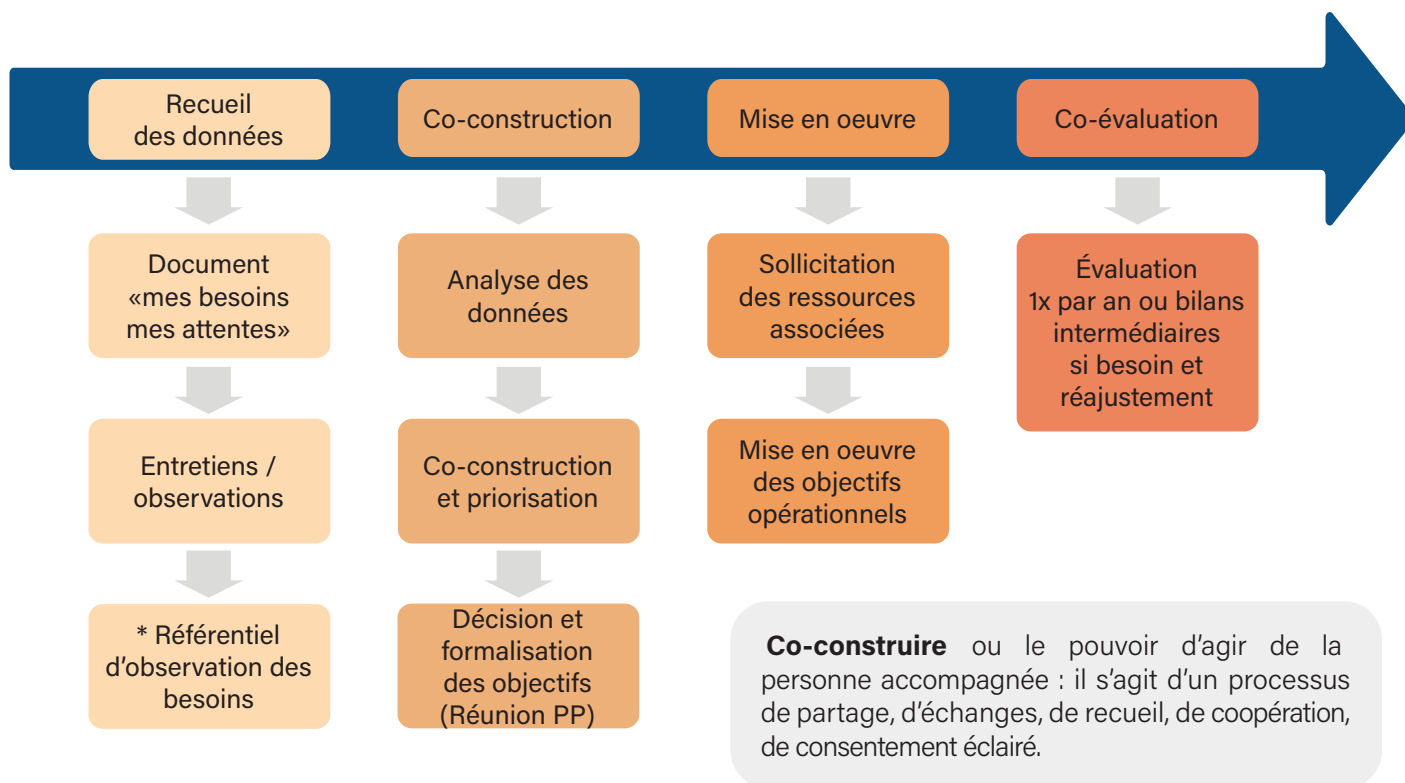 Recueil
des données
Co-construction
Mise en oeuvre
Co-évaluation
Document
«mes besoins
mes attentes»
Entretiens /
observations
* Référentiel
d'observation des
besoins
Analyse des
données
Co-construction
et priorisation
Décision et
formalisation
des objectifs
(Réunion PP)
Sollicitation
des ressources
associées
Mise en oeuvre
des objectifs
opérationnels
Évaluation
1x par an ou bilans
intermédiaires
si besoin et
réajustement
Co-construire ou le pouvoir d'agir de la
personne accompagnée : il s'agit d'un processus
de partage, d'échanges, de recueil, de coopération,
de consentement éclairé.